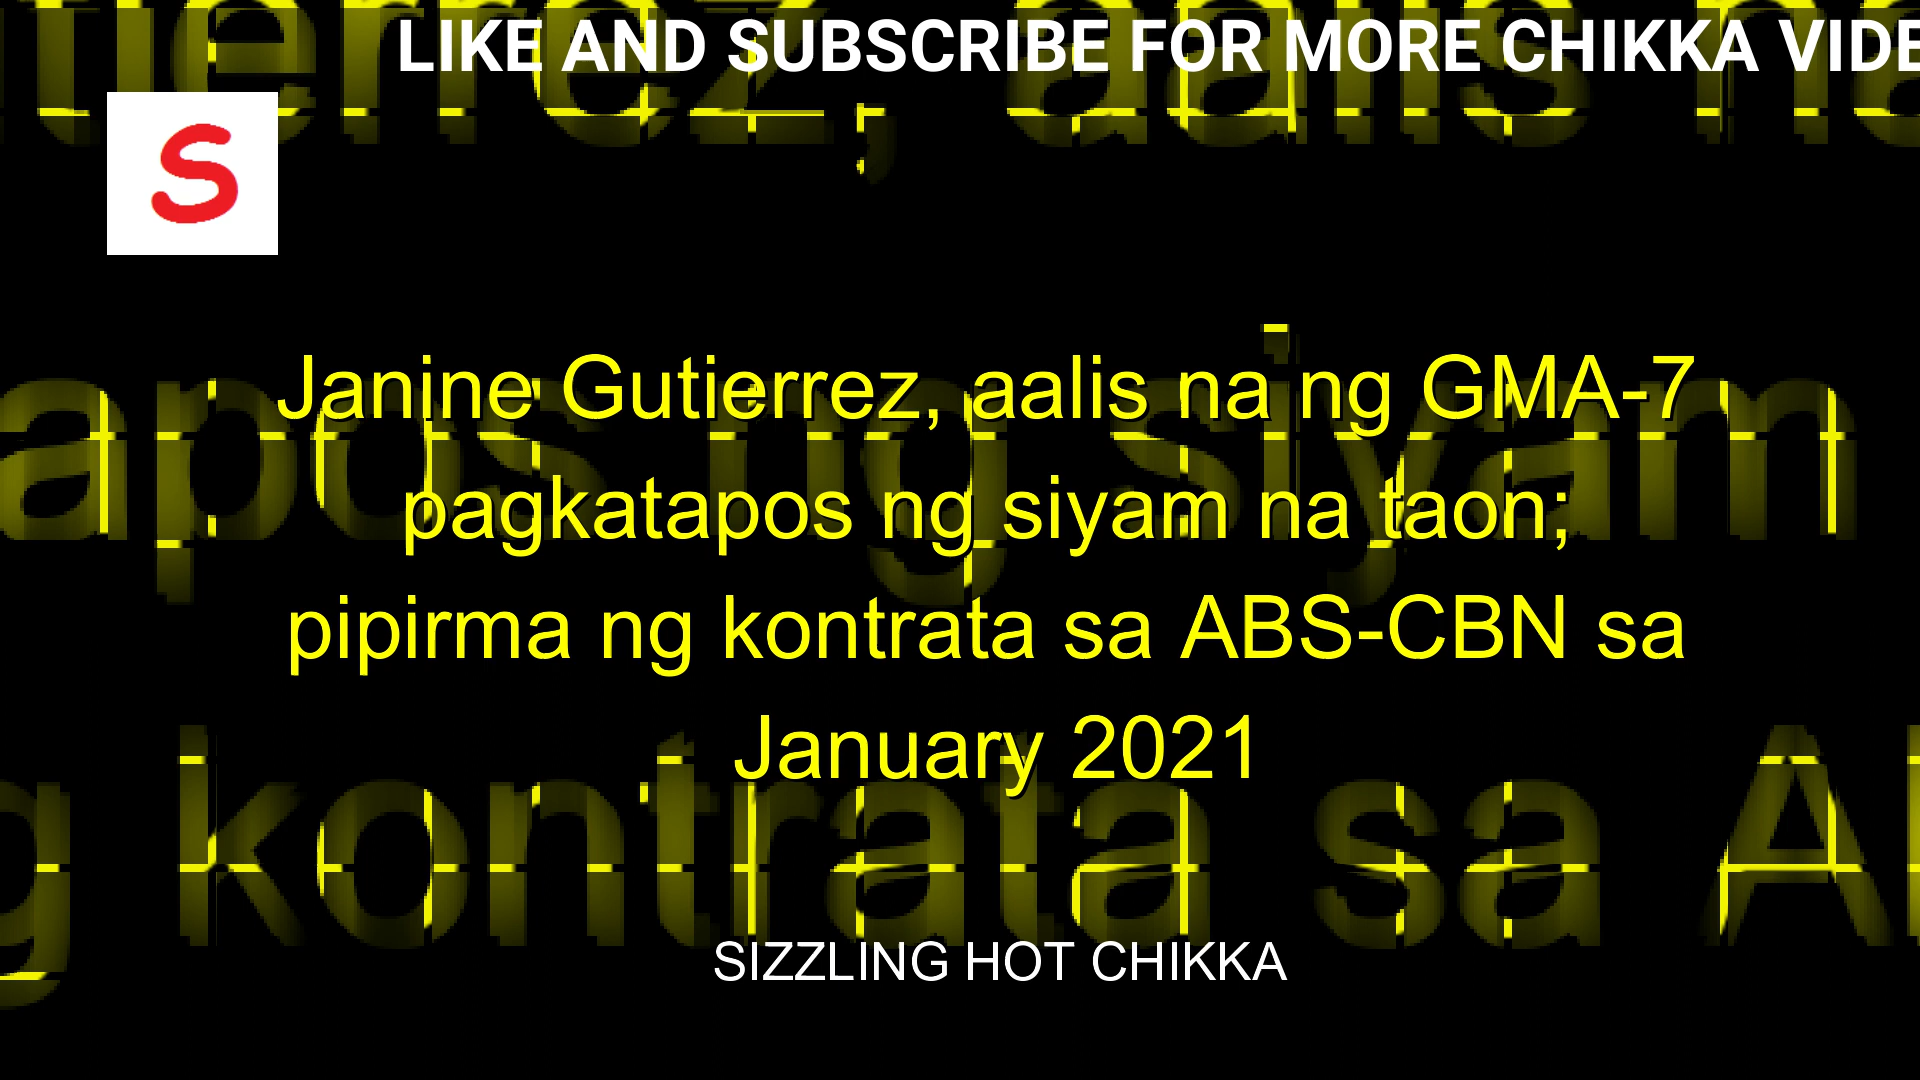 LIKE AND SUBSCRIBE FOR MORE CHIKKA VIDE
S
Janine Gutierrez, aalis na ng GMA-7
pagkatapos ng siyam na taon;
pipirma ng kontrata sa ABS-CBN sa
January 2021
SIZZLING HOT CHIKKA